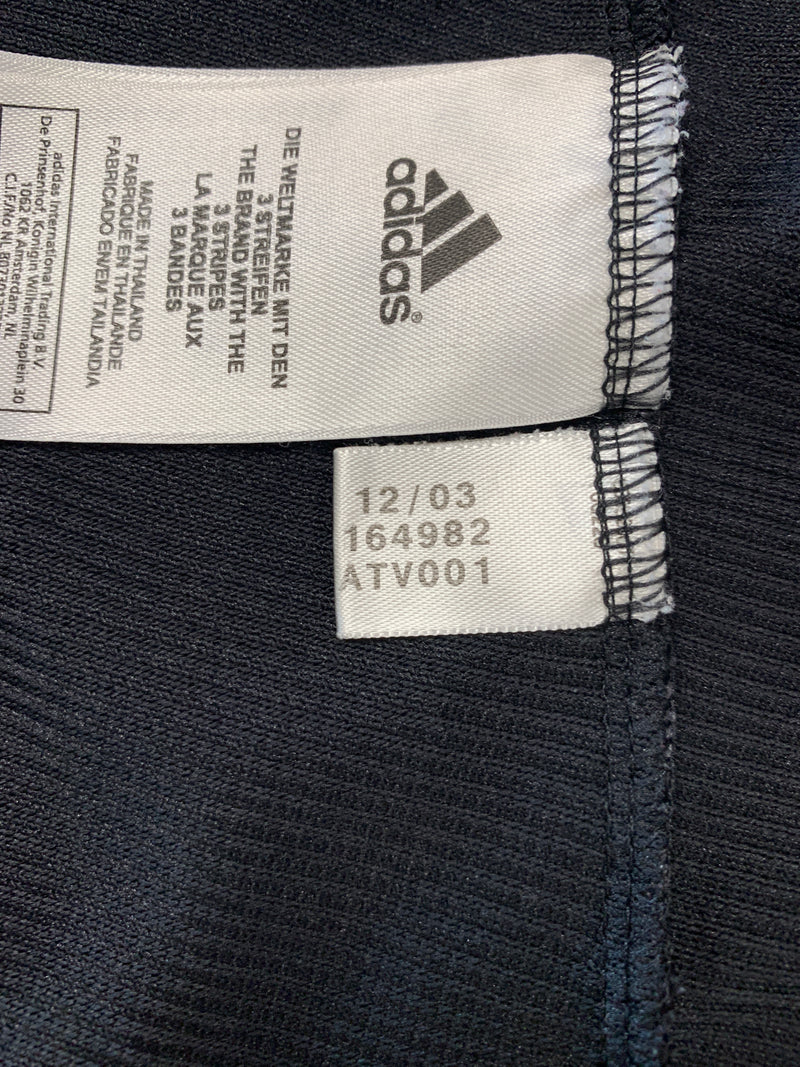 adidas®
DIE WELTMARKE MIT DEN
3 STREIFEN
THE BRAND WITH THE
3 STRIPES
LA MARQUE AUX
3 BANDES
MADE IN THAILAND
FABRIQUE EN THAILANDE
FABRICADO EN/EM TAILANDIA
adidas International Trading B.V.
De Prinsenhof, Konigin Wilhelminaplein 30
1062 KR Amsterdam, NL
12/03
164982
ATV001